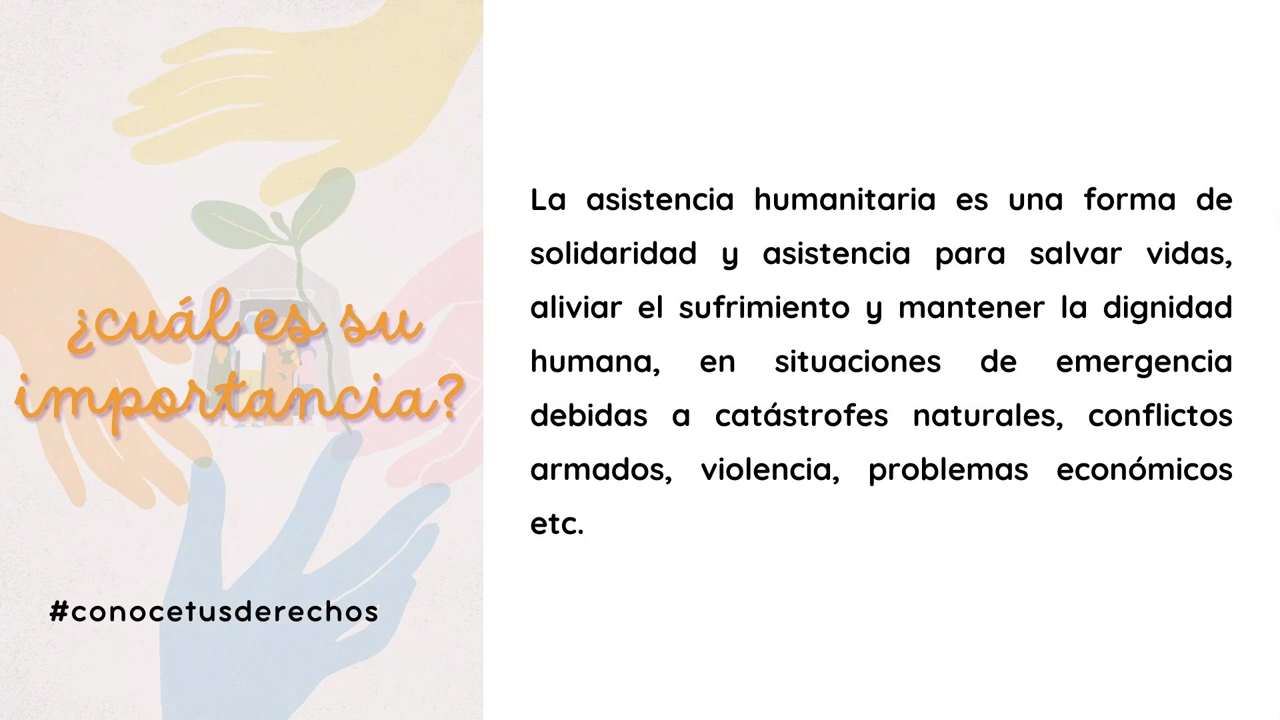 ¿cuál es su
importancia?
#conocetusderechos
La asistencia humanitaria es una forma de
solidaridad y asistencia para salvar vidas,
aliviar el sufrimiento y mantener la dignidad
humana, en situaciones de emergencia
debidas a catástrofes naturales, conflictos
armados, violencia, problemas económicos
etc.